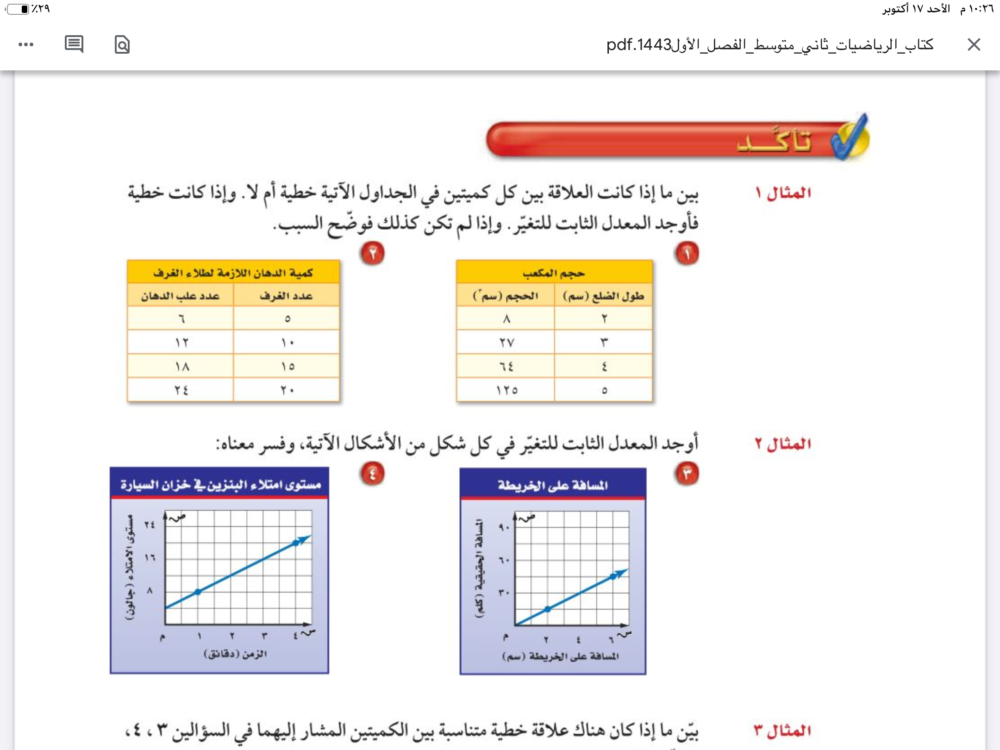 ١٠:٢٦ م الأحد ١٧ أكتوبر
٪٢٩
كتاب_الرياضيات_ثاني_متوسط_الفصل_الأول1443.pdf
تأكَّـد
المثال ١
بين ما إذا كانت العلاقة بين كل كميتين في الجداول الآتية خطية أم لا. وإذا كانت خطية
فأوجد المعدل الثابت للتغيّر. وإذا لم تكن كذلك فوضّح السبب.
١
حجم المكعب
طول الضلع (سم) الحجم (سم٣)
٢ ٨
٣ ٢٧
٤ ٦٤
٥ ١٢٥
٢
كمية الدهان اللازمة لطلاء الغرف
عدد الغرف عدد علب الدهان
٥ ٦
١٠ ١٢
١٥ ١٨
٢٠ ٢٤
المثال ٢
أوجد المعدل الثابت للتغيّر في كل شكل من الأشكال الآتية، وفسر معناه:
٣
المسافة على الخريطة
المسافة الحقيقية (كلم)
ص
٩٠
٦٠
٣٠
م ٢ ٤ ٦ س
المسافة على الخريطة (سم)
٤
مستوى امتلاء البنزين في خزان السيارة
مستوى الامتلاء (جالون)
ص
٢٤
١٦
٨
م ١ ٢ ٣ ٤ س
الزمن (دقائق)
المثال ٣
بيّن ما إذا كان هناك علاقة خطية متناسبة بين الكميتين المشار إليهما في السؤالين ٣ ، ٤ ،